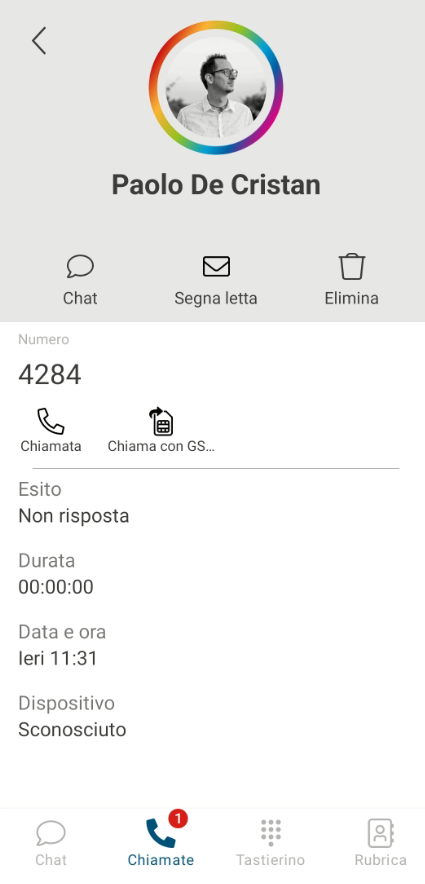 Paolo De Cristan
Chat
Segna letta
Elimina
Numero
4284
Chiamata
Chiama con GS...
Esito
Non risposta
Durata
00:00:00
Data e ora
Ieri 11:31
Dispositivo
Sconosciuto
1
Chat
Chiamate
Tastierino
Rubrica